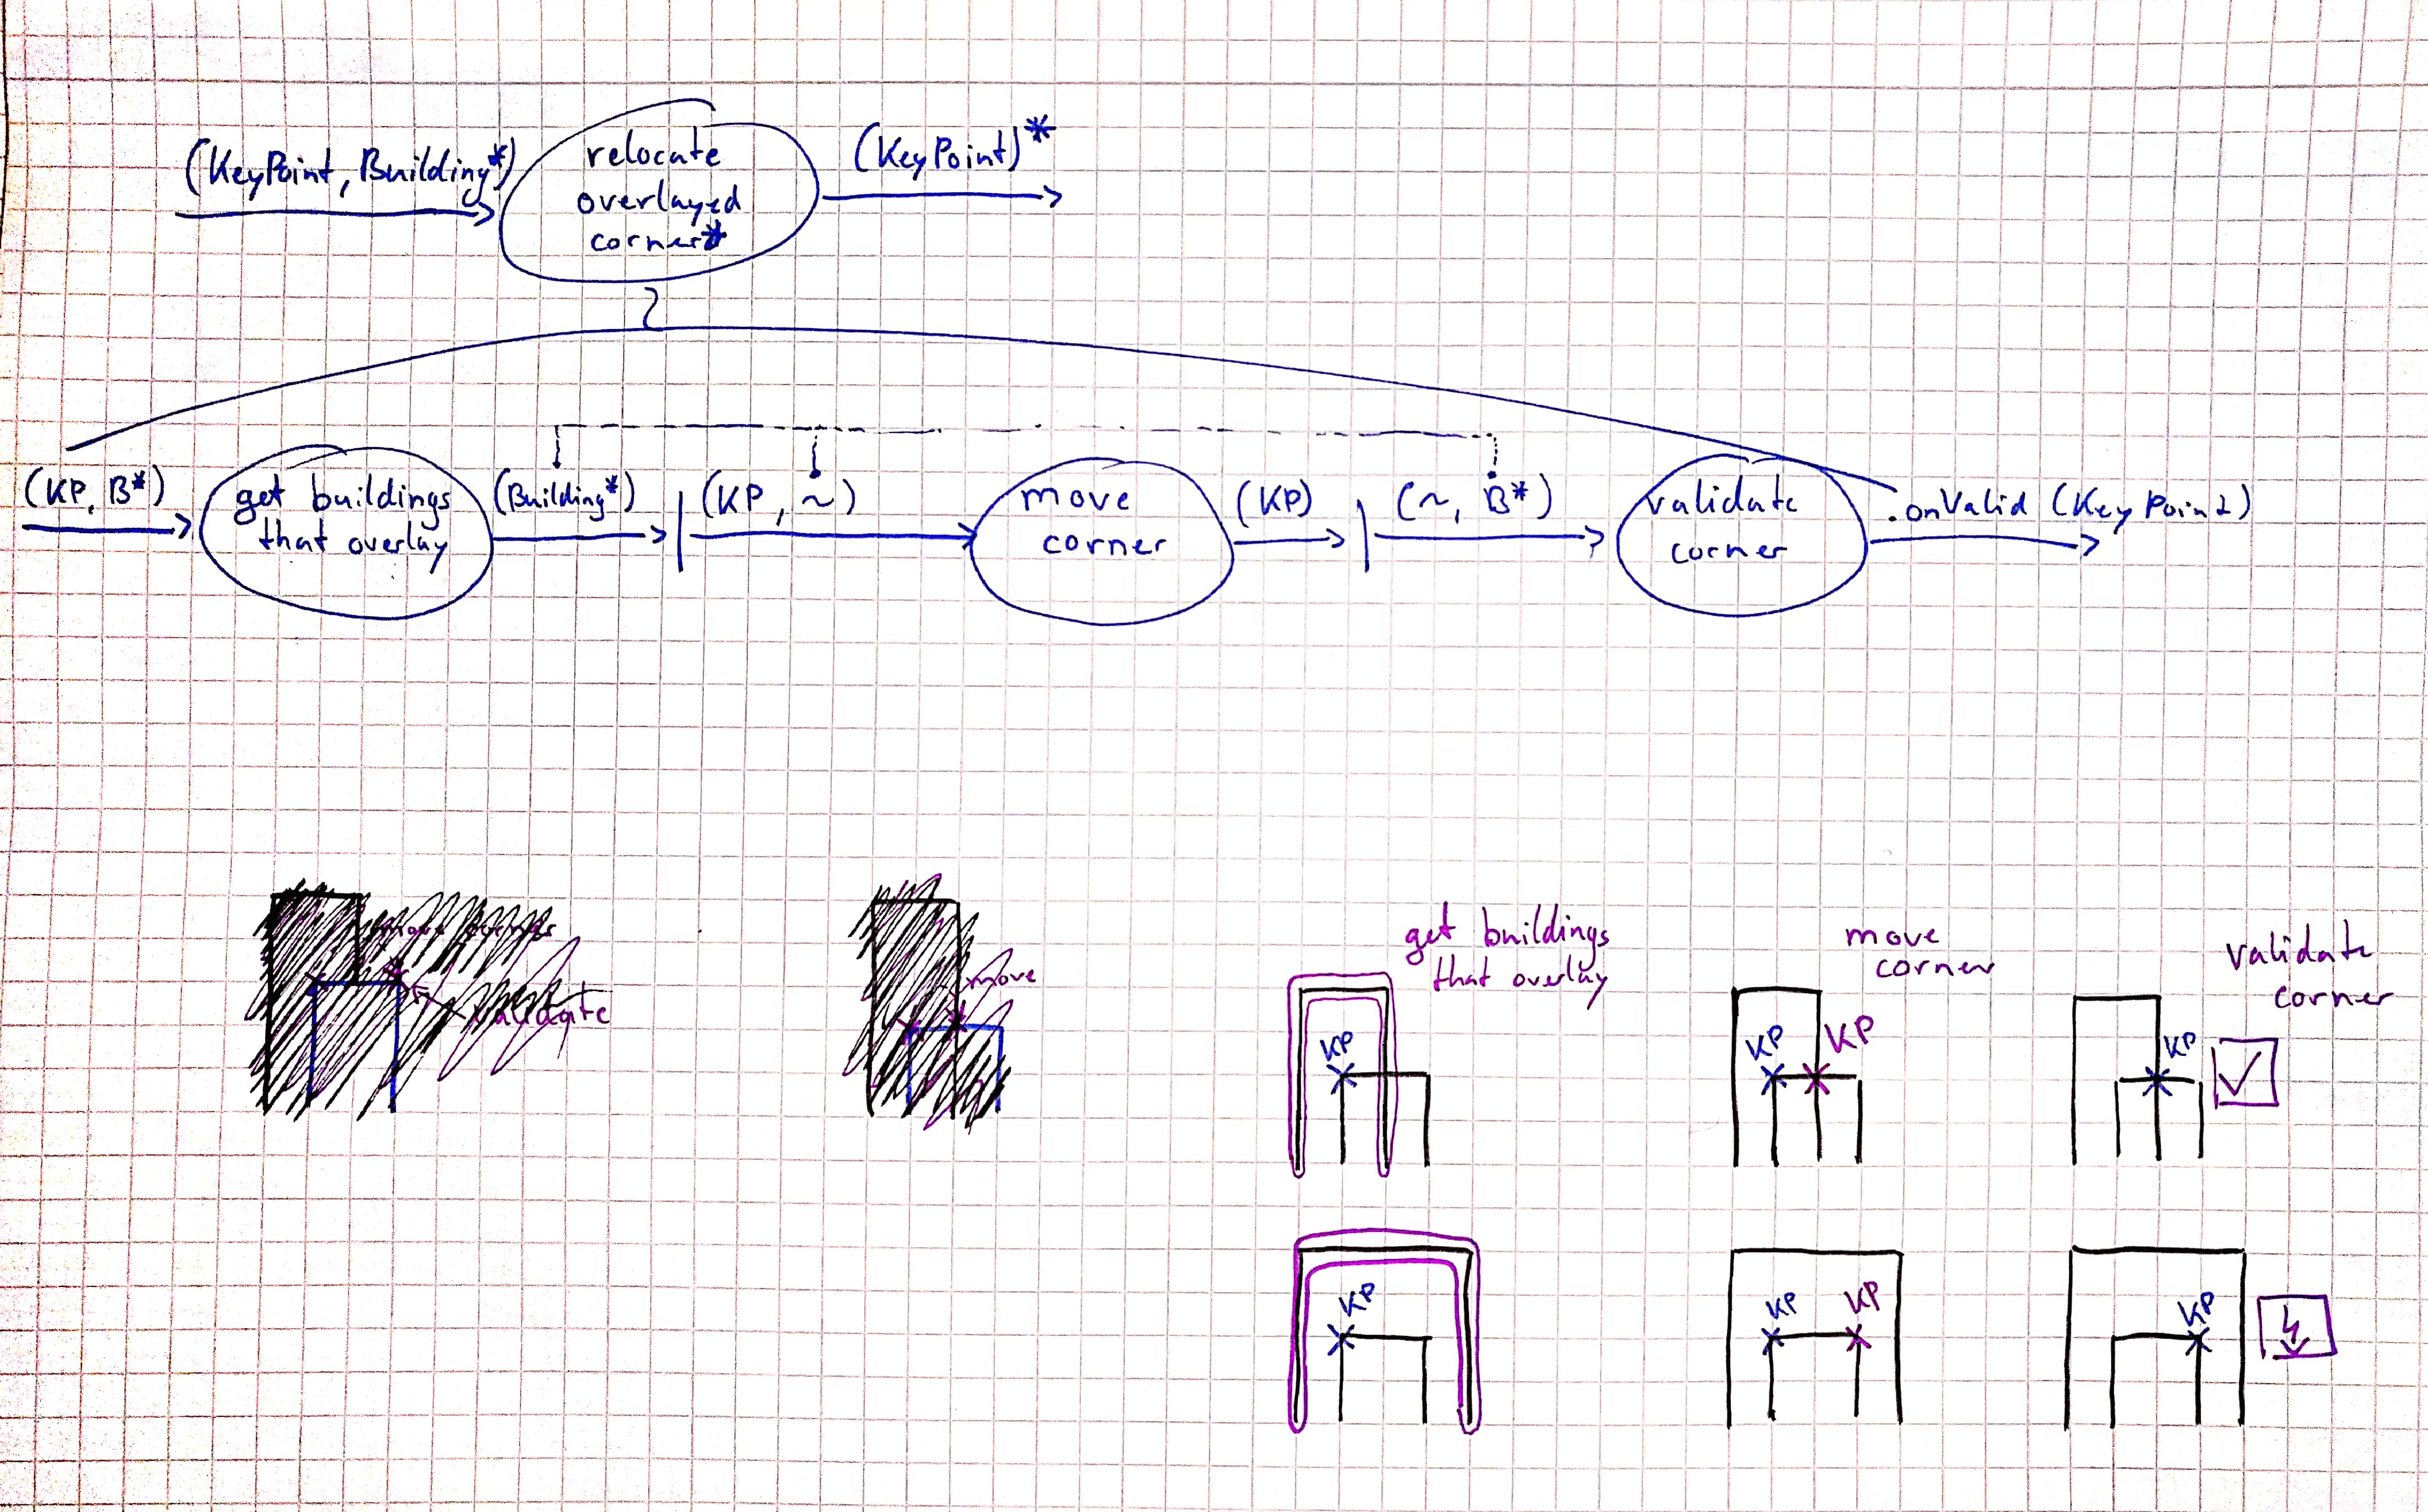 (KeyPoint, Building*)
relocate
overlayed
corner*
(KeyPoint)*
(KP, B*)
get buildings
that overlay
(Building*)
(KP, ~)
move
corner
(KP)
(~, B*)
validate
corner
.onValid (KeyPoint)
move corner
validate
move
get buildings
that overlay
move
corner
validate
corner
KP
KP
KP
KP
KP
KP
KP
KP